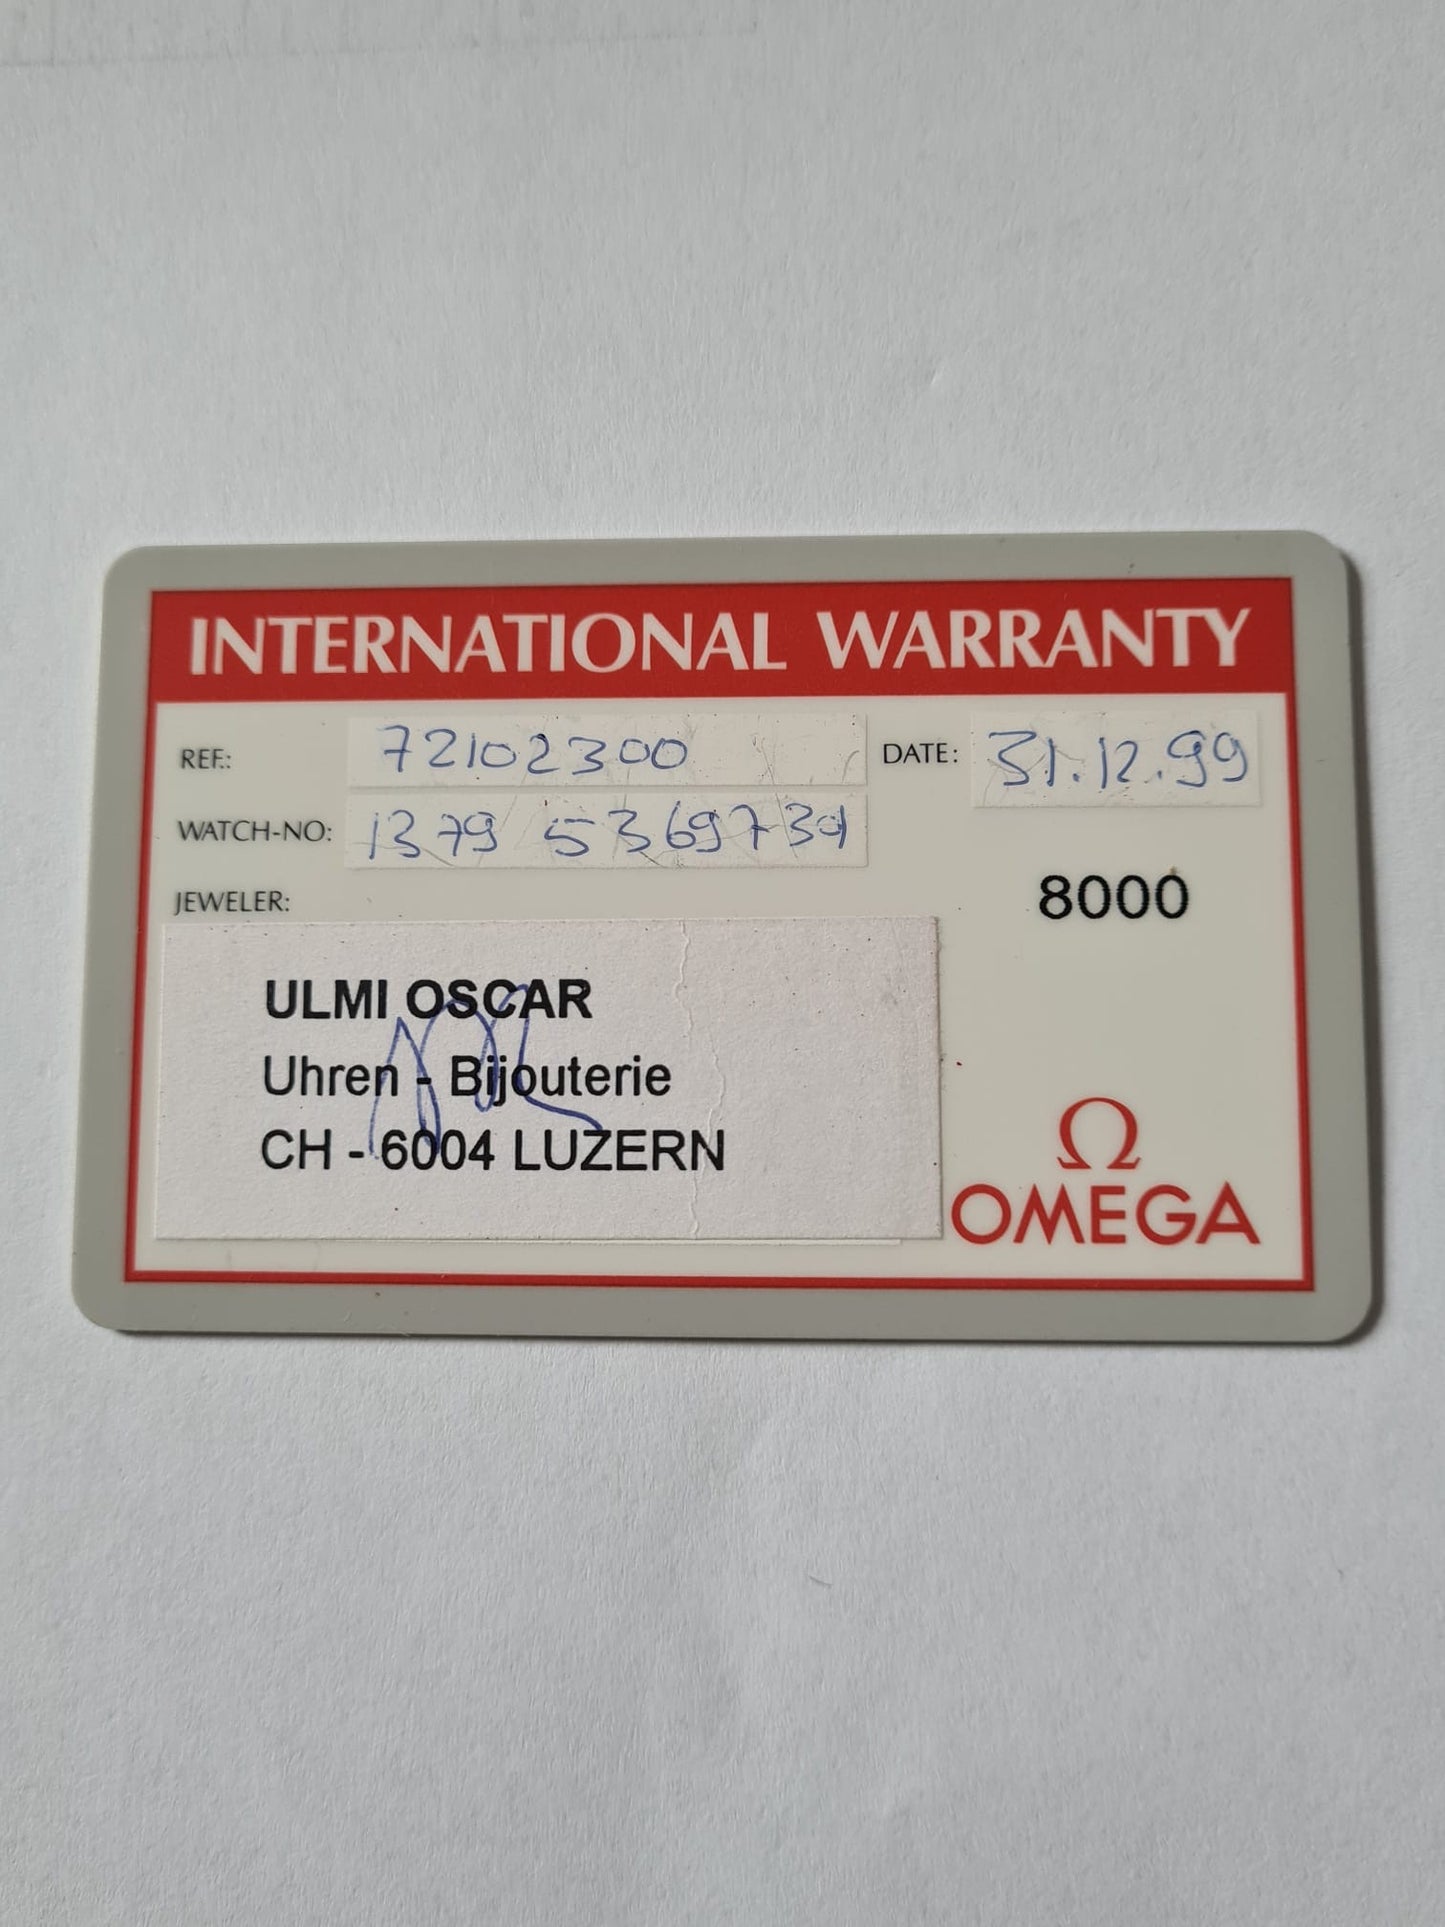 INTERNATIONAL WARRANTY
REF.: 72102300 DATE: 31.12.99
WATCH-NO: 1379 53697
JEWELER:
8000
ULMI OSCAR
Uhren - Bijouterie
CH - 6004 LUZERN
Ω
OMEGA